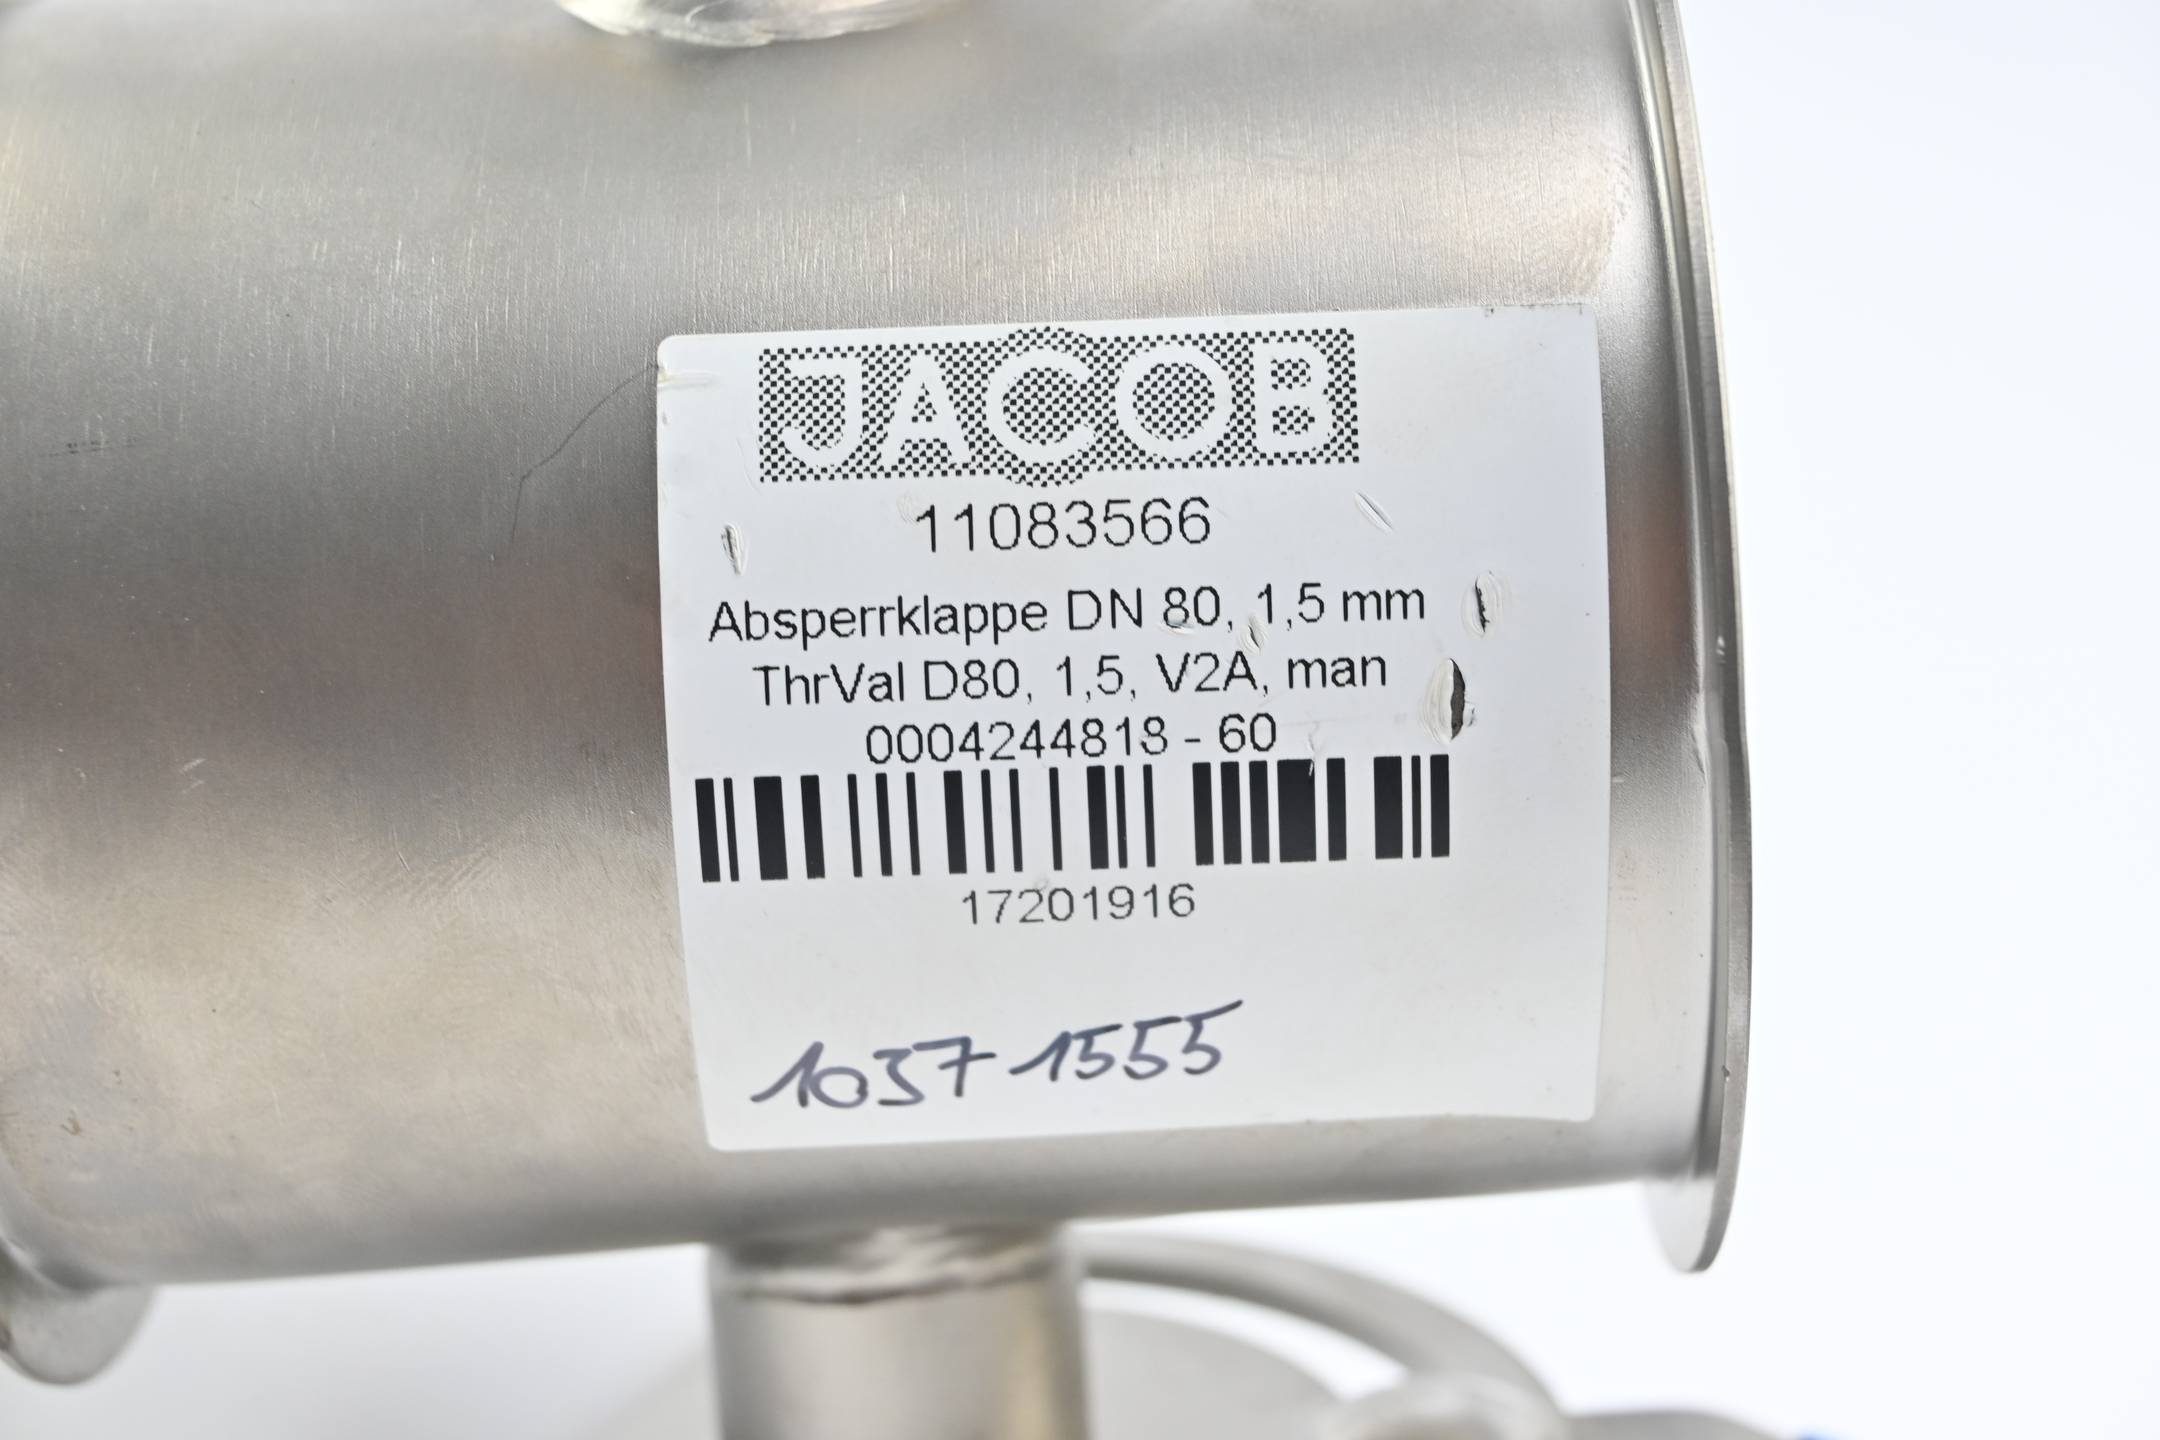 JACOB
11083566
Absperrklappe DN 80, 1,5 mm
ThrVal D80, 1,5, V2A, man
0004244818 - 60
17201916
10371555